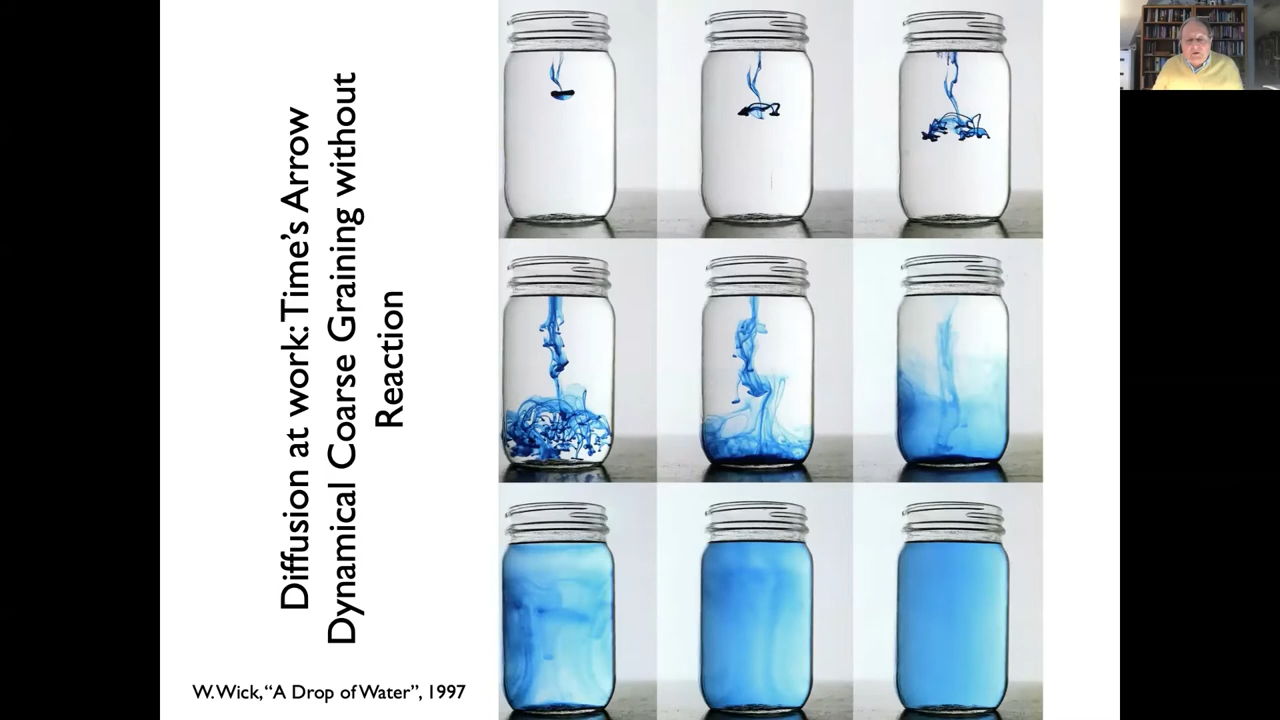 Diffusion at work: Time's Arrow
Dynamical Coarse Graining without
Reaction
W. Wick, “A Drop of Water”, 1997